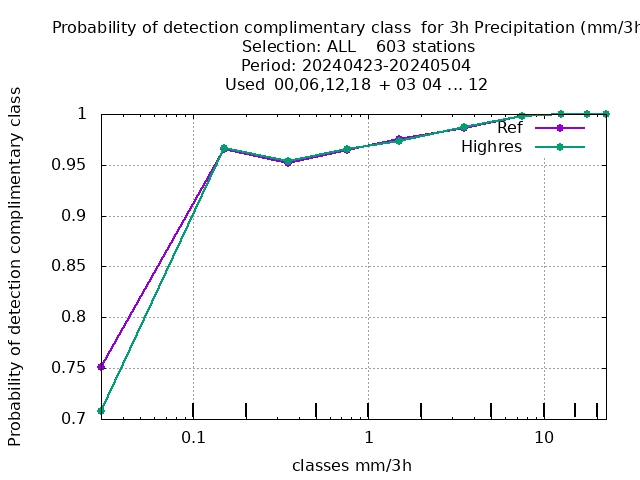 Probability of detection complimentary class  for 3h Precipitation (mm/3h
Selection: ALL    603 stations
Period: 20240423-20240504
Used  00,06,12,18  + 03 04 ... 12
Probability of detection complimentary class
1
0.95
0.9
0.85
0.8
0.75
0.7
Ref
Highres
0.1
1
10
classes mm/3h